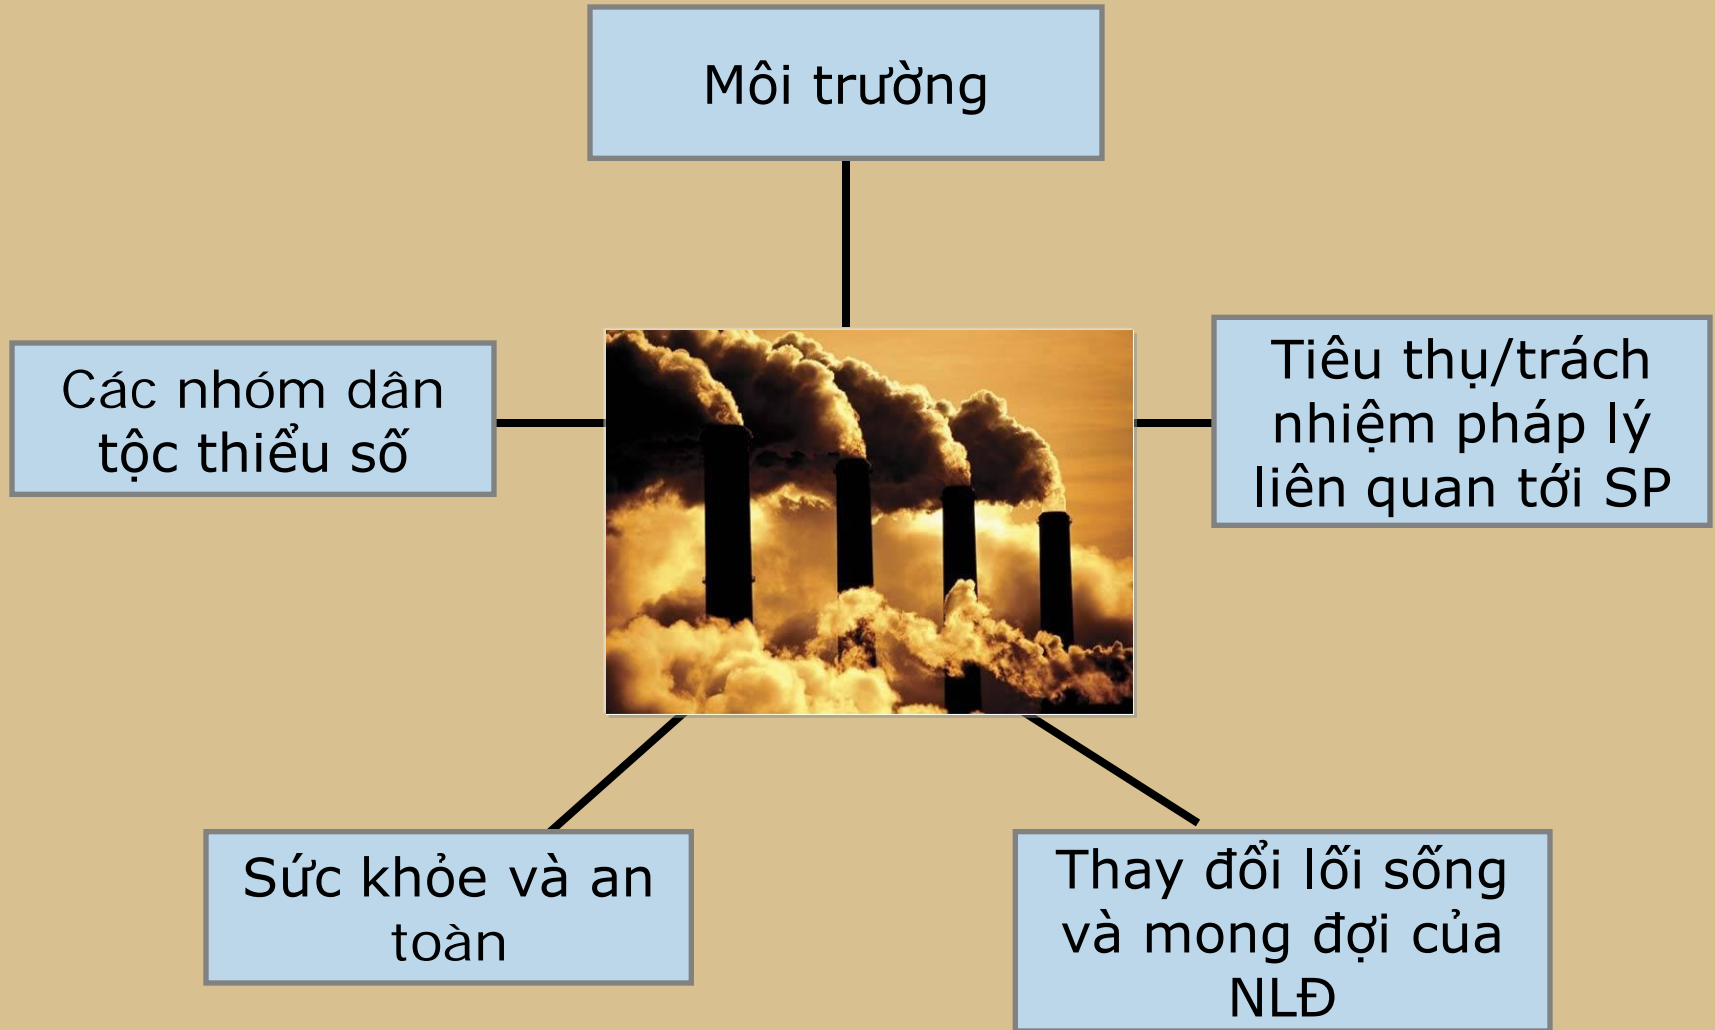 Môi trường
Các nhóm dân
tộc thiểu số
Tiêu thụ/trách
nhiệm pháp lý
liên quan tới SP
Sức khỏe và an
toàn
Thay đổi lối sống
và mong đợi của
NLĐ